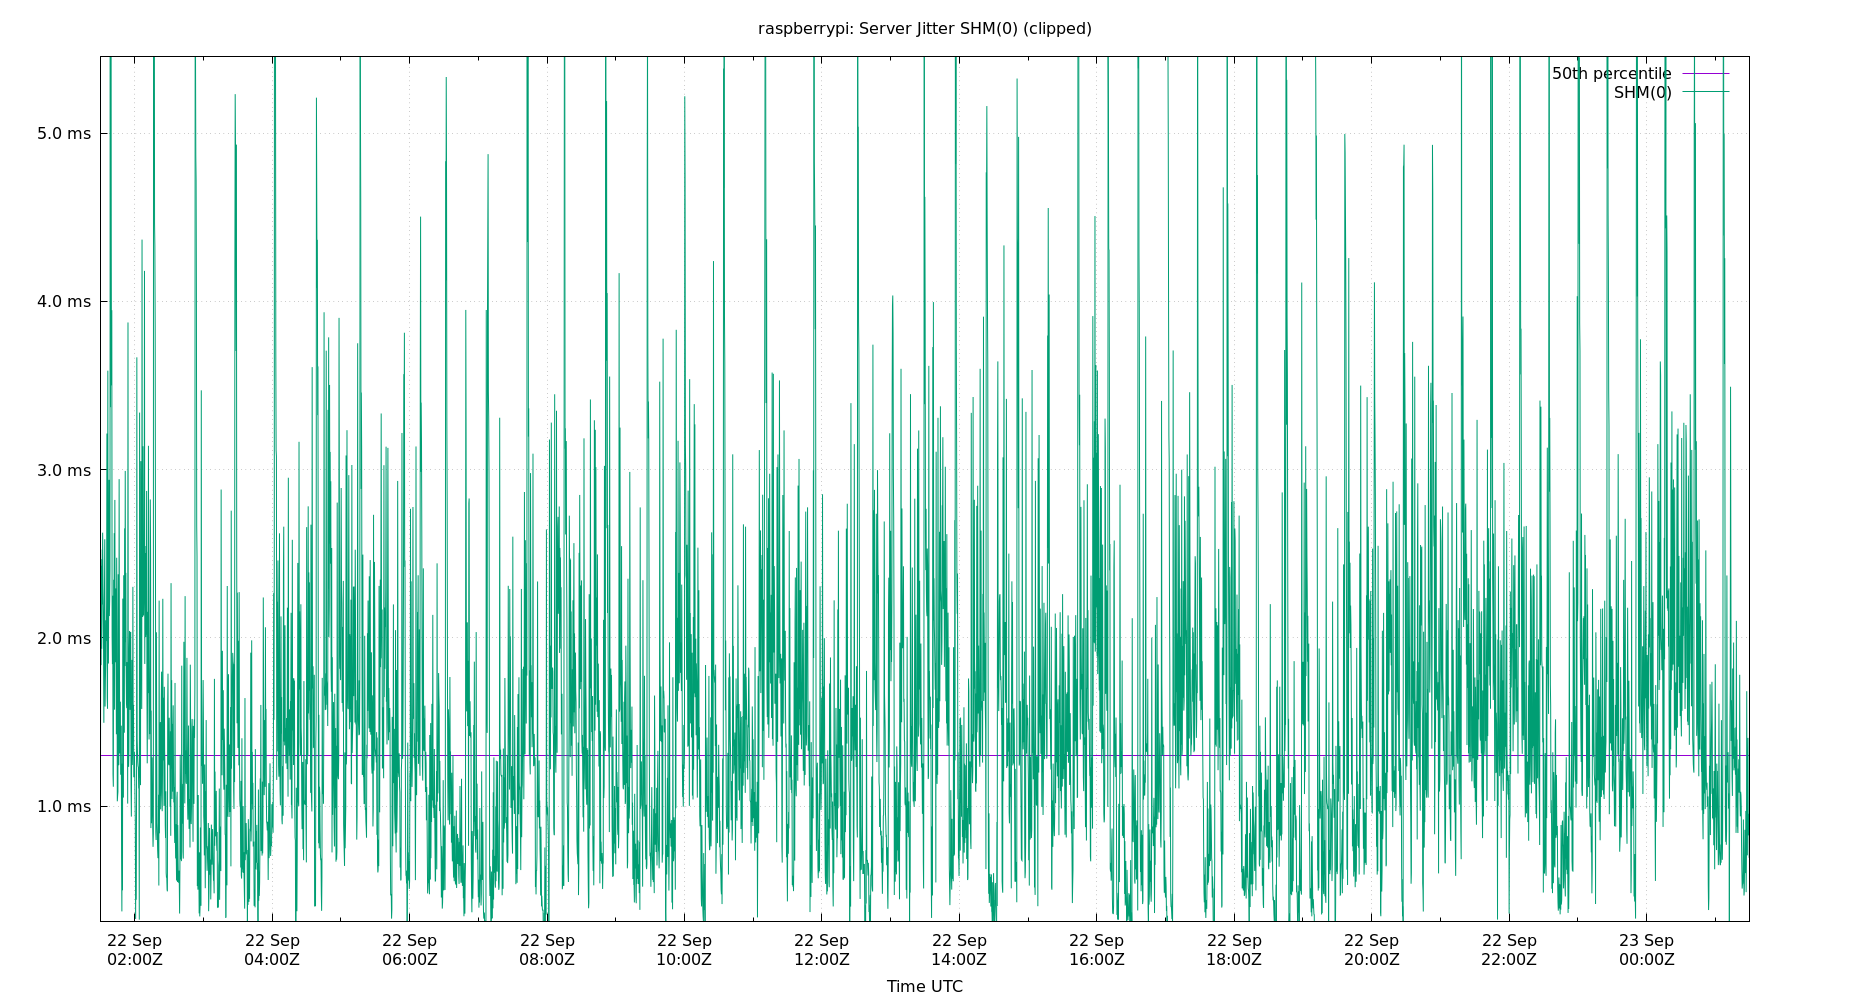 raspberrypi: Server Jitter SHM(0) (clipped)
50th percentile
SHM(0)
5.0 ms
4.0 ms
3.0 ms
2.0 ms
1.0 ms
22 Sep 22 Sep 22 Sep 22 Sep 22 Sep 22 Sep 22 Sep 22 Sep 22 Sep 22 Sep 22 Sep 23 Sep
02:00Z 04:00Z 06:00Z 08:00Z 10:00Z 12:00Z 14:00Z 16:00Z 18:00Z 20:00Z 22:00Z 00:00Z
Time UTC